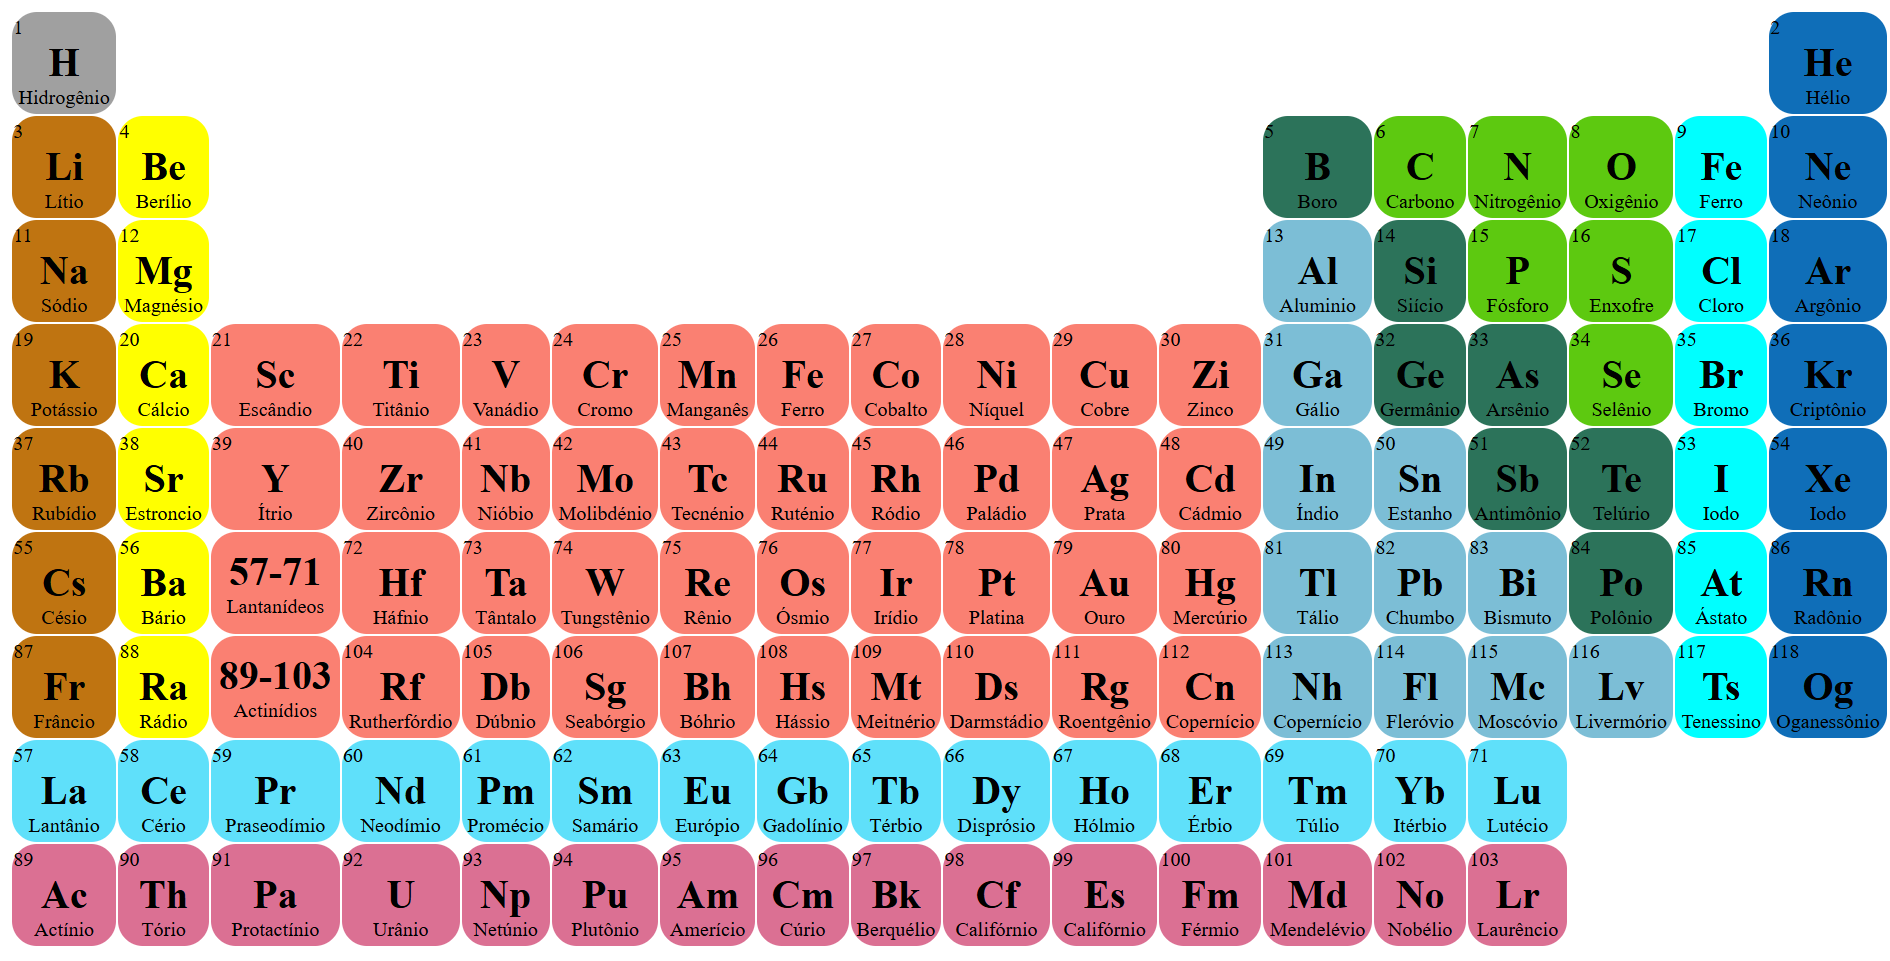 1 2
H He
Hidrogênio Hélio
3 4 5 6 7 8 9 10
Li Be B C N O Fe Ne
Lítio Berílio Boro Carbono Nitrogênio Oxigênio Ferro Neônio
11 12 13 14 15 16 17 18
Na Mg Al Si P S Cl Ar
Sódio Magnésio Aluminio Siício Fósforo Enxofre Cloro Argônio
19 20 21 22 23 24 25 26 27 28 29 30 31 32 33 34 35 36
K Ca Sc Ti V Cr Mn Fe Co Ni Cu Zi Ga Ge As Se Br Kr
Potássio Cálcio Escândio Titânio Vanádio Cromo Manganês Ferro Cobalto Níquel Cobre Zinco Gálio Germânio Arsênio Selênio Bromo Criptônio
37 38 39 40 41 42 43 44 45 46 47 48 49 50 51 52 53 54
Rb Sr Y Zr Nb Mo Tc Ru Rh Pd Ag Cd In Sn Sb Te I Xe
Rubídio Estroncio Ítrio Zircônio Nióbio Molibdénio Tecnénio Ruténio Ródio Paládio Prata Cádmio Índio Estanho Antimônio Telúrio Iodo Iodo
55 56 72 73 74 75 76 77 78 79 80 81 82 83 84 85 86
Cs Ba 57-71 Hf Ta W Re Os Ir Pt Au Hg Tl Pb Bi Po At Rn
Césio Bário Lantanídeos Háfnio Tântalo Tungstênio Rênio Ósmio Irídio Platina Ouro Mercúrio Tálio Chumbo Bismuto Polônio Ástato Radônio
87 88 104 105 106 107 108 109 110 111 112 113 114 115 116 117 118
Fr Ra 89-103 Rf Db Sg Bh Hs Mt Ds Rg Cn Nh Fl Mc Lv Ts Og
Frâncio Rádio Actinídios Rutherfórdio Dúbnio Seabórgio Bóhrio Hássio Meitnério Darmstádio Roentgênio Copernício Copernício Fleróvio Moscóvio Livermório Tenessino Oganessônio
57 58 59 60 61 62 63 64 65 66 67 68 69 70 71
La Ce Pr Nd Pm Sm Eu Gb Tb Dy Ho Er Tm Yb Lu
Lantânio Cério Praseodímio Neodímio Promécio Samário Európio Gadolínio Térbio Disprósio Hólmio Érbio Túlio Itérbio Lutécio
89 90 91 92 93 94 95 96 97 98 99 100 101 102 103
Ac Th Pa U Np Pu Am Cm Bk Cf Es Fm Md No Lr
Actínio Tório Protactínio Urânio Netúnio Plutônio Amerício Cúrio Berquélio Califórnio Califórnio Férmio Mendelévio Nobélio Laurêncio